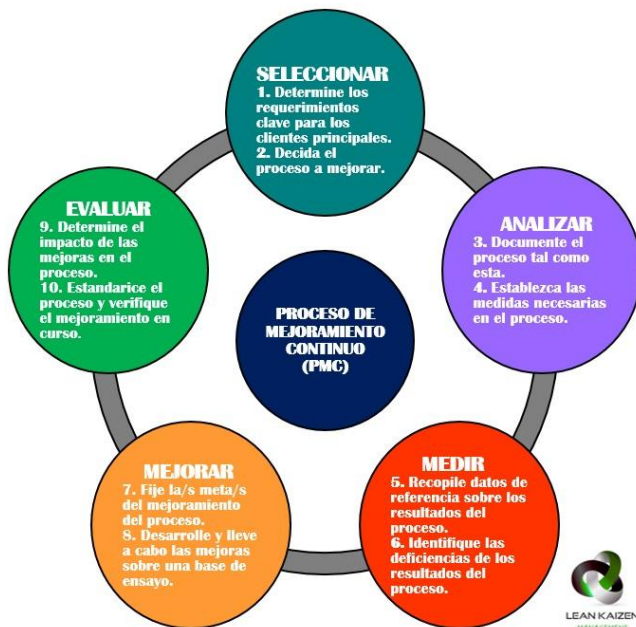 SELECCIONAR
1. Determine los
requerimientos
clave para los
clientes principales.
2. Decida el
proceso a mejorar.
ANALIZAR
3. Documente el
proceso tal como
esta.
4. Establezca las
medidas necesarias
en el proceso.
MEDIR
5. Recopile datos de
referencia sobre los
resultados del
proceso.
6. Identifique las
deficiencias de los
resultados del
proceso.
MEJORAR
7. Fije la/s meta/s
del mejoramiento
del proceso.
8. Desarrolle y lleve
a cabo las mejoras
sobre una base de
ensayo.
EVALUAR
9. Determine el
impacto de las
mejoras en el
proceso.
10. Estandarice el
proceso y verifique
el mejoramiento en
curso.
PROCESO DE
MEJORAMIENTO
CONTINUO
(PMC)
LEAN KAIZEN